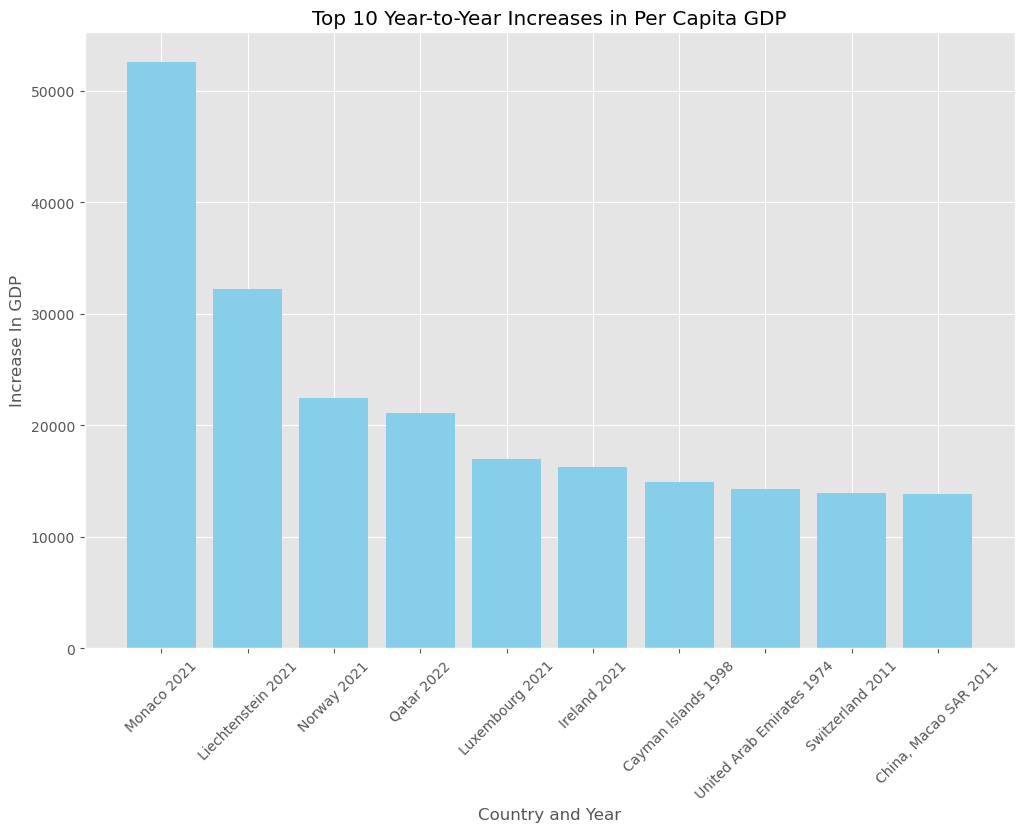 Top 10 Year-to-Year Increases in Per Capita GDP
Increase In GDP
50000
40000
30000
20000
10000
0
Monaco 2021
Liechtenstein 2021
Norway 2021
Qatar 2022
Luxembourg 2021
Ireland 2021
Cayman Islands 1998
United Arab Emirates 1974
Switzerland 2011
China, Macao SAR 2011
Country and Year